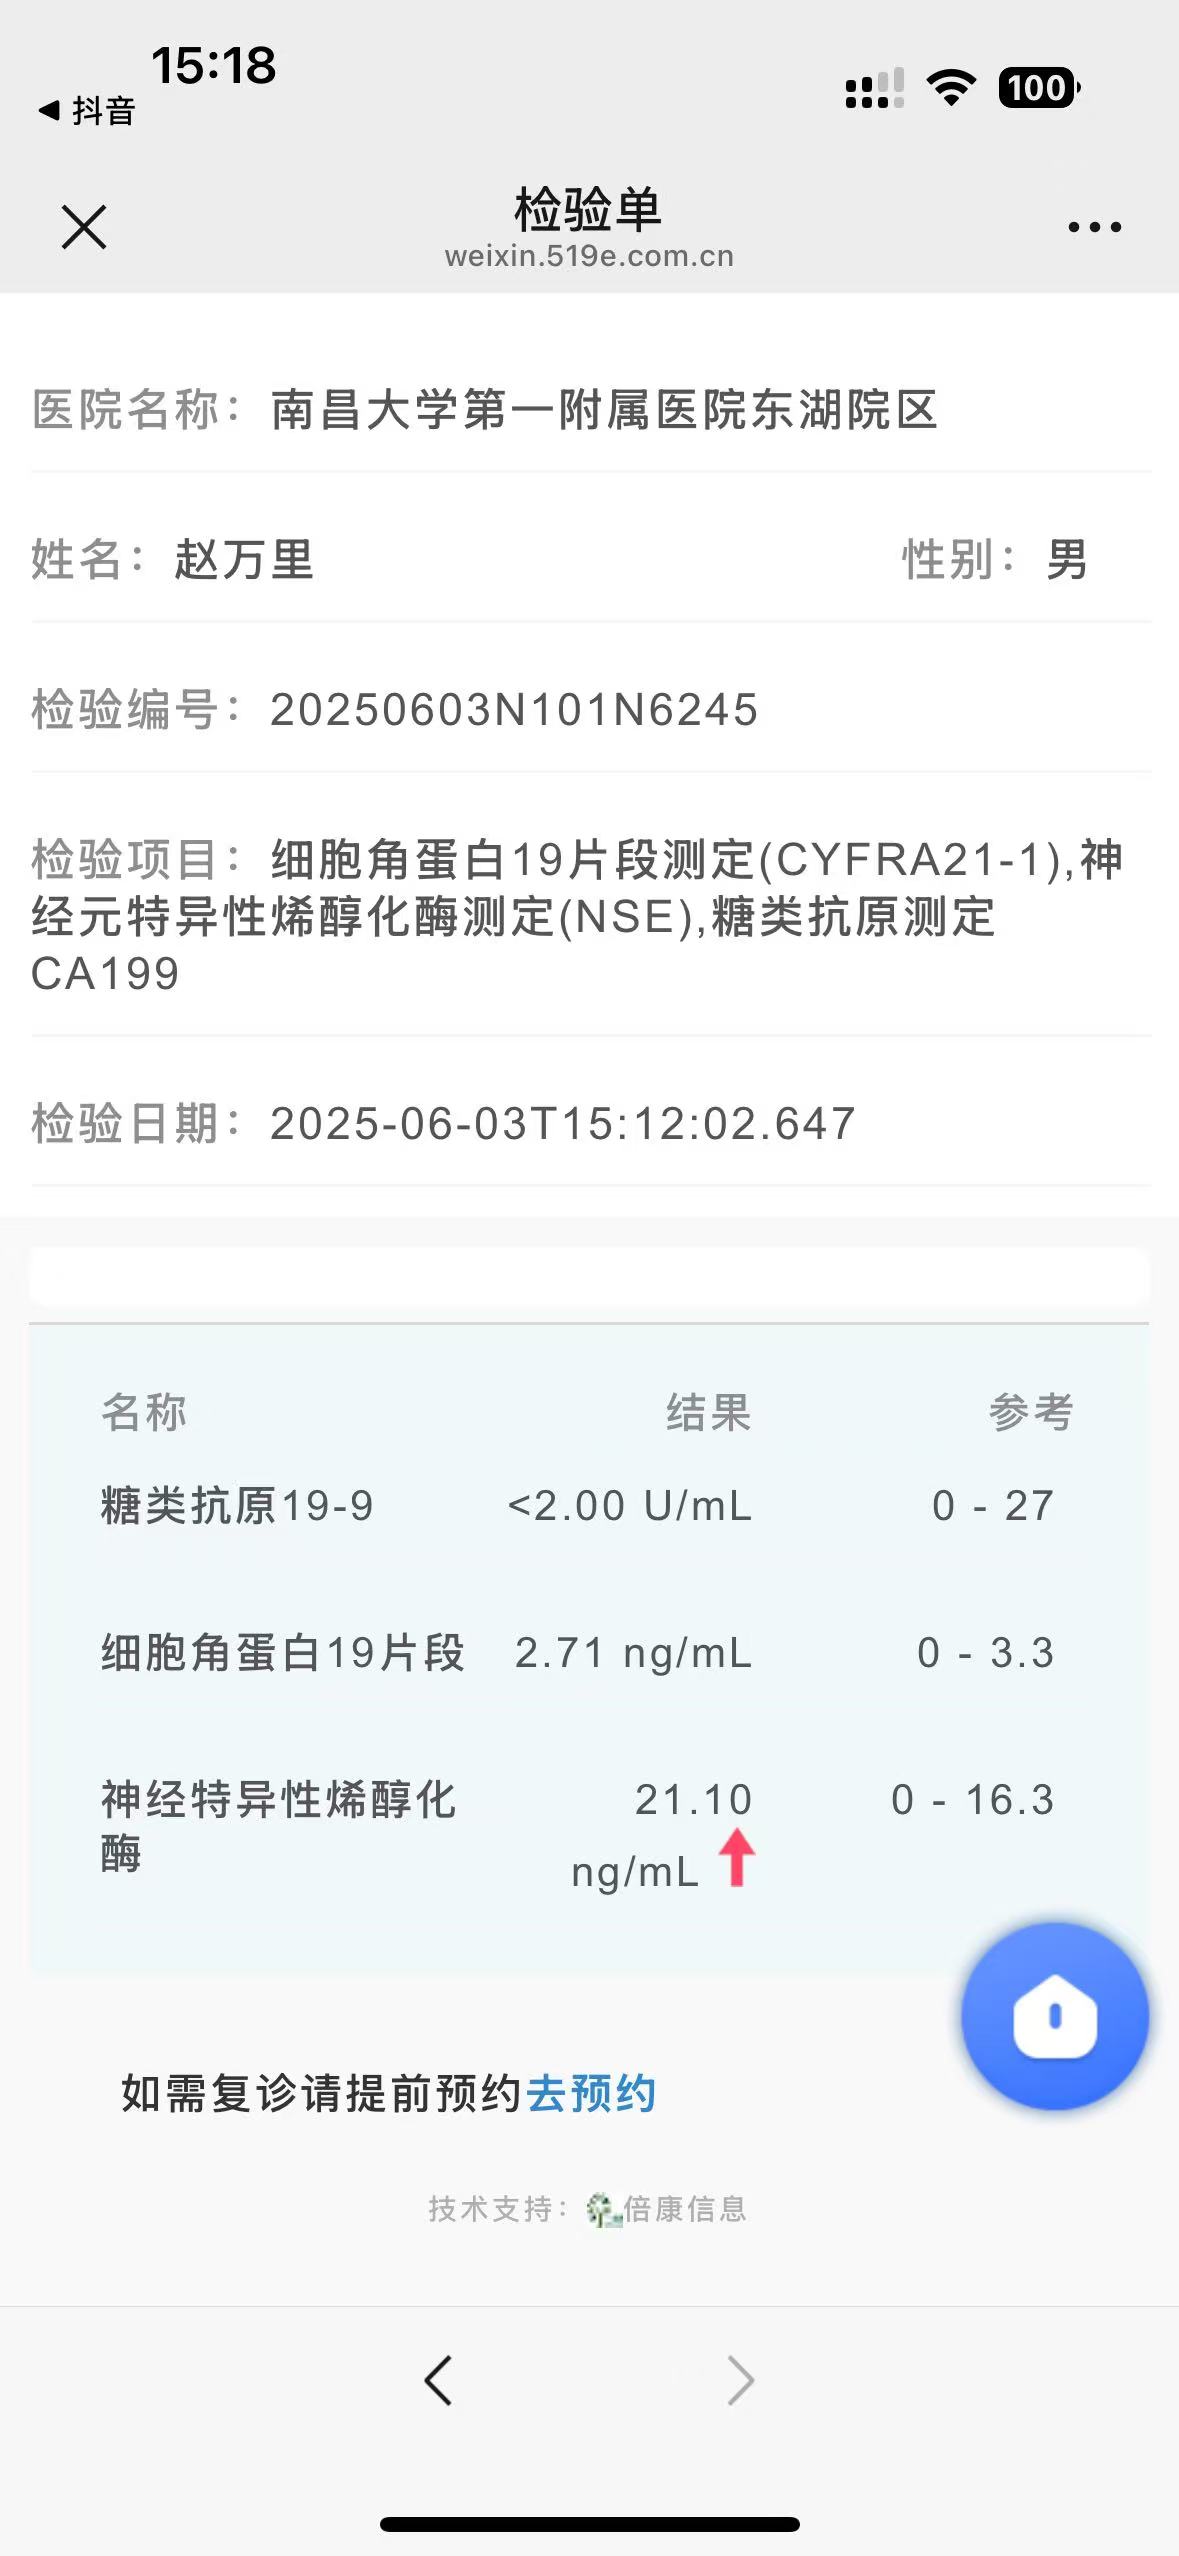 15:18
◀ 抖音
100
检验单
weixin.519e.com.cn
医院名称：南昌大学第一附属医院东湖院区
姓名：赵万里 性别：男
检验编号：20250603N101N6245
检验项目：细胞角蛋白19片段测定(CYFRA21-1),神
经元特异性烯醇化酶测定(NSE),糖类抗原测定
CA199
检验日期：2025-06-03T15:12:02.647
名称 结果 参考
糖类抗原19-9 <2.00 U/mL 0 - 27
细胞角蛋白19片段 2.71 ng/mL 0 - 3.3
神经特异性烯醇化 21.10 0 - 16.3
酶 ng/mL
如需复诊请提前预约去预约
技术支持：倍康信息